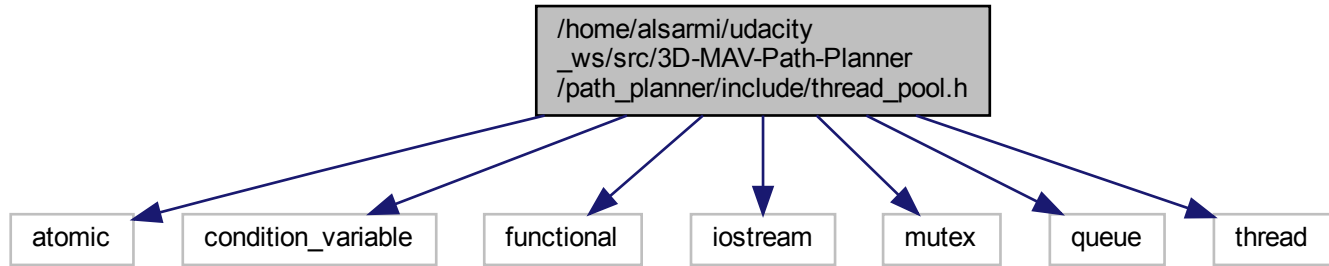 /home/alsarmi/udacity
_ws/src/3D-MAV-Path-Planner
/path_planner/include/thread_pool.h
atomic
condition_variable
functional
iostream
mutex
queue
thread